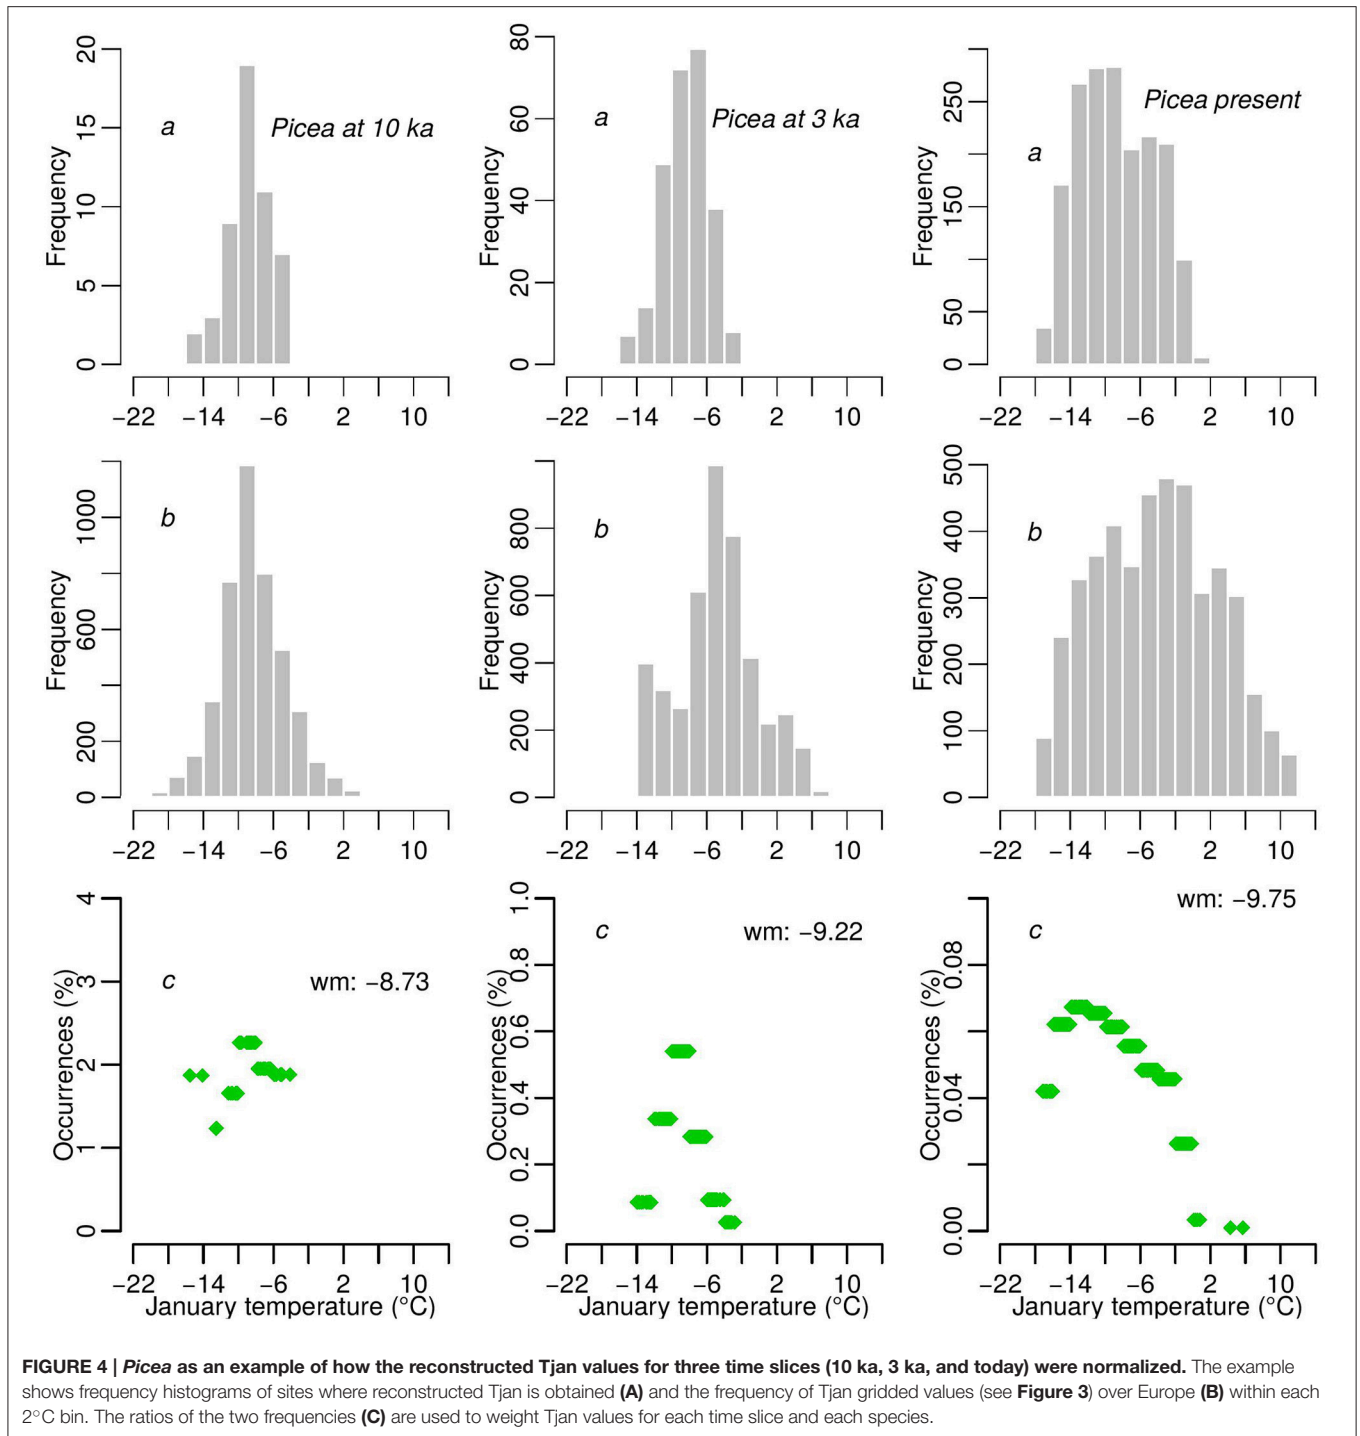 20
15
10
5
0
Frequency
a
Picea at 10 ka
−22 −14 −6 2 10
80
60
40
20
0
Frequency
a
Picea at 3 ka
−22 −14 −6 2 10
250
150
50
0
Frequency
a
Picea present
−22 −14 −6 2 10
1000
600
200
0
Frequency
b
−22 −14 −6 2 10
800
600
400
200
0
Frequency
b
−22 −14 −6 2 10
500
400
300
200
100
0
Frequency
b
−22 −14 −6 2 10
4
3
2
1
0
Occurrences (%)
c
wm: −8.73
−22 −14 −6 2 10
January temperature (°C)
1.0
0.8
0.6
0.4
0.2
0.0
Occurrences (%)
c
wm: −9.22
−22 −14 −6 2 10
January temperature (°C)
0.08
0.04
0.00
Occurrences (%)
c
wm: −9.75
−22 −14 −6 2 10
January temperature (°C)
FIGURE 4 | Picea as an example of how the reconstructed Tjan values for three time slices (10 ka, 3 ka, and today) were normalized. The example
shows frequency histograms of sites where reconstructed Tjan is obtained (A) and the frequency of Tjan gridded values (see Figure 3) over Europe (B) within each
2°C bin. The ratios of the two frequencies (C) are used to weight Tjan values for each time slice and each species.